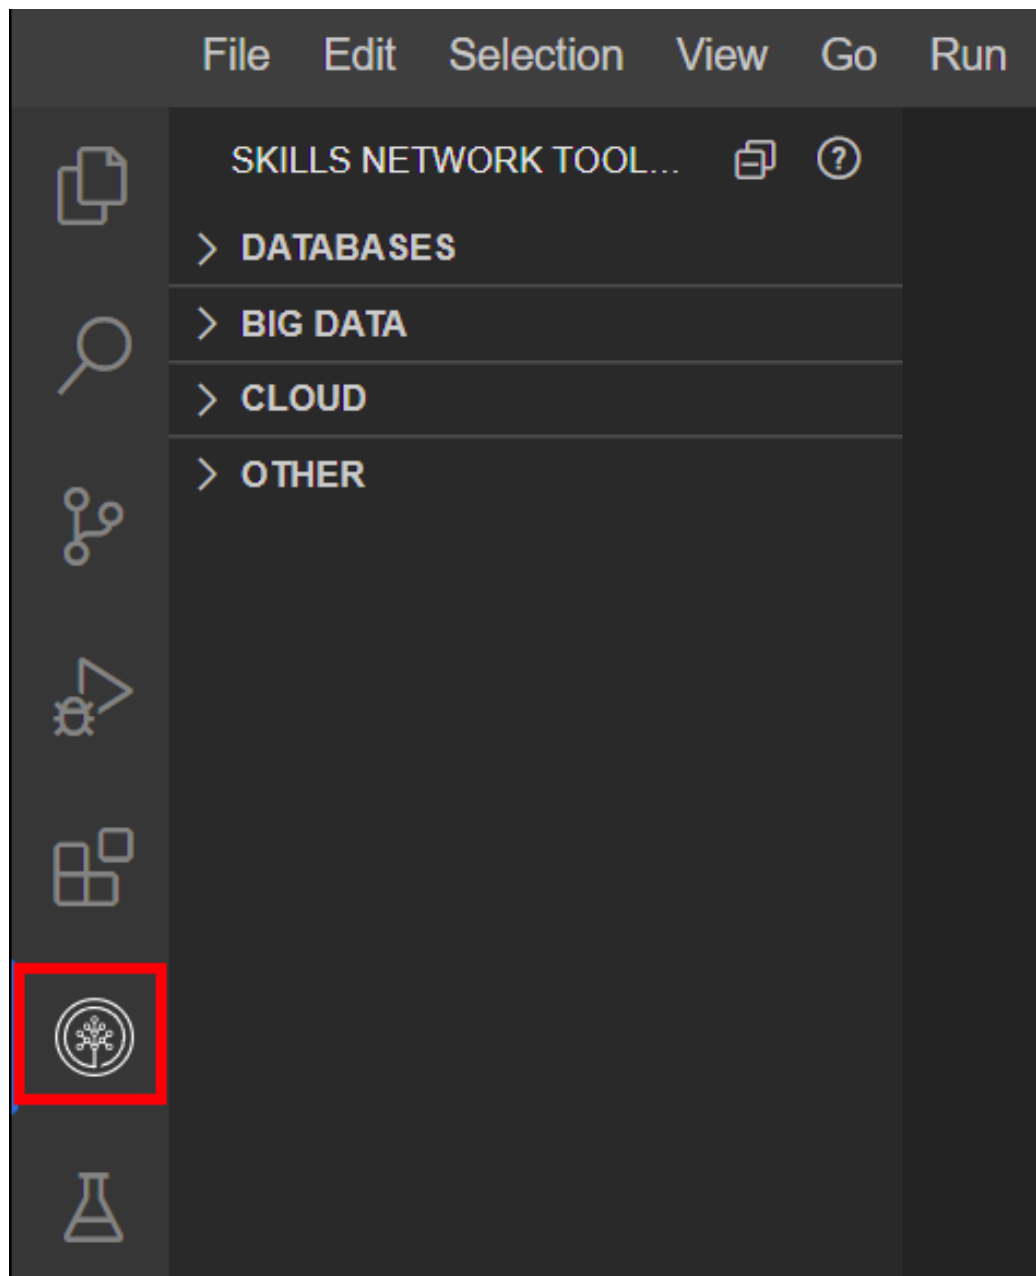 File Edit Selection View Go Run
SKILLS NETWORK TOOL...
DATABASES
BIG DATA
CLOUD
OTHER